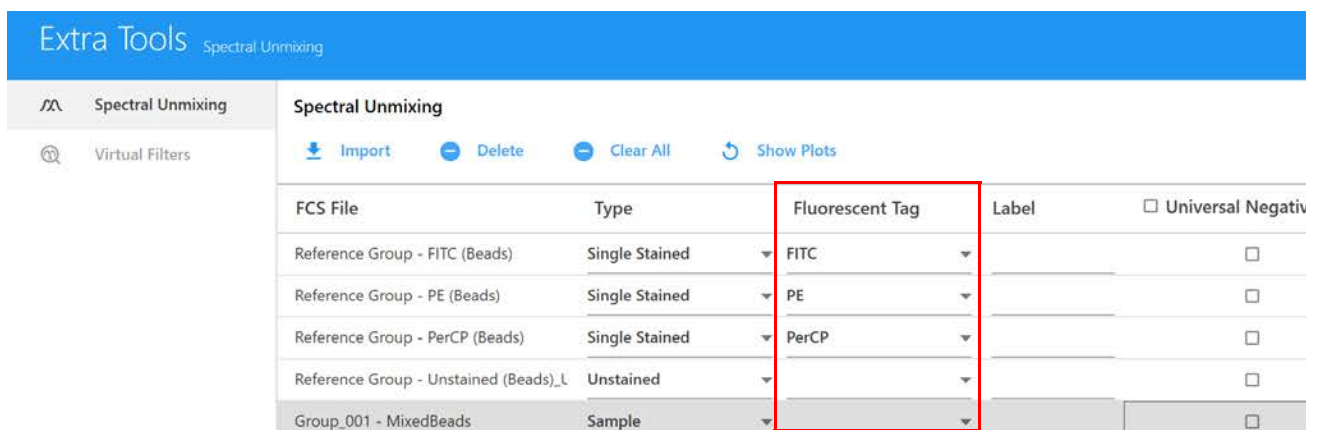 Extra Tools Spectral Unmixing
Spectral Unmixing
Virtual Filters
Spectral Unmixing
Import Delete Clear All Show Plots
FCS File Type Fluorescent Tag Label Universal Negativ
Reference Group - FITC (Beads) Single Stained FITC
Reference Group - PE (Beads) Single Stained PE
Reference Group - PerCP (Beads) Single Stained PerCP
Reference Group - Unstained (Beads)_U Unstained
Group_001 - MixedBeads Sample